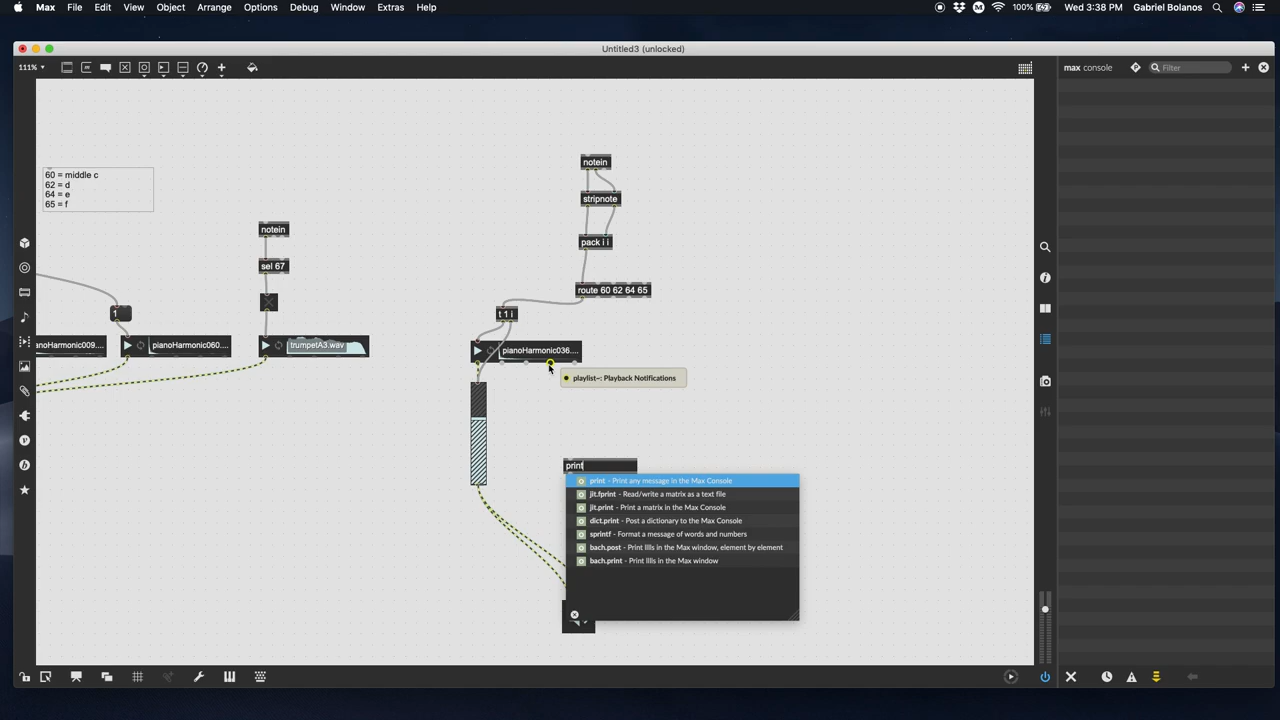 Max File Edit View Object Arrange Options Debug Window Extras Help 100% Wed 3:38 PM Gabriel Bolanos
Untitled3 (unlocked)
111%
max console
Filter
60 = middle c
62 = d
64 = e
65 = f
notein
stripnote
pack i i
route 60 62 64 65
notein
sel 67
1
t 1 i
anoHarmonic009....
pianoHarmonic060....
trumpetA3.wav
pianoHarmonic036....
playlist~: Playback Notifications
print
print - Print any message in the Max Console
jit.fprint - Read/write a matrix as a text file
jit.print - Print a matrix in the Max Console
dict.print - Post a dictionary to the Max Console
sprintf - Format a message of words and numbers
bach.post - Print llls in the Max window, element by element
bach.print - Print llls in the Max window